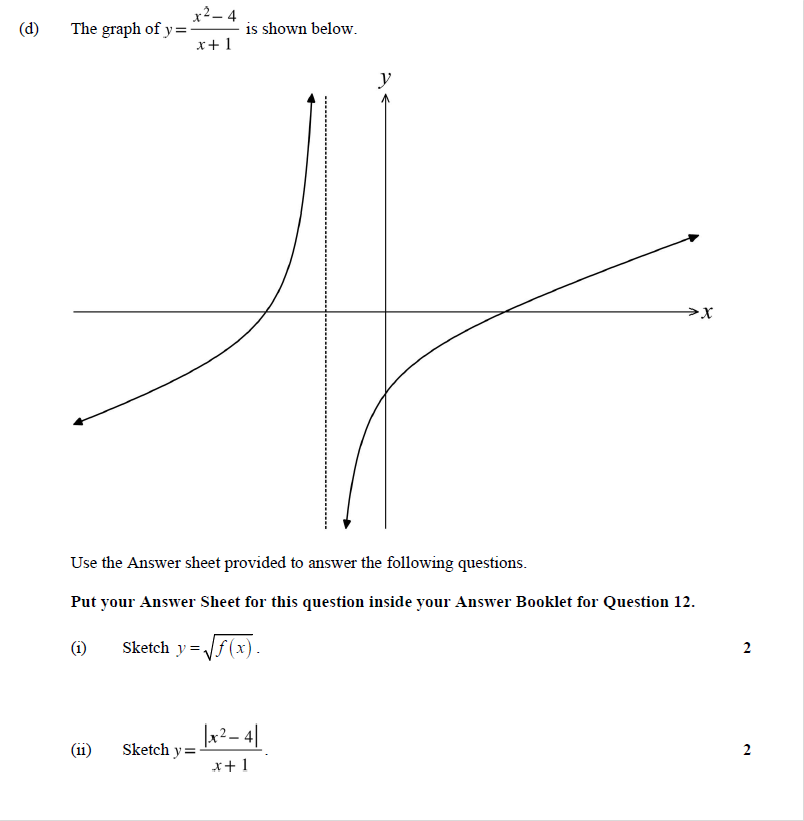 (d) The graph of y = \frac{x^2 - 4}{x + 1} is shown below.
y
x
Use the Answer sheet provided to answer the following questions.
Put your Answer Sheet for this question inside your Answer Booklet for Question 12.
(i) Sketch y = \sqrt{f(x)}. 2
(ii) Sketch y = \frac{|x^2 - 4|}{x + 1}. 2